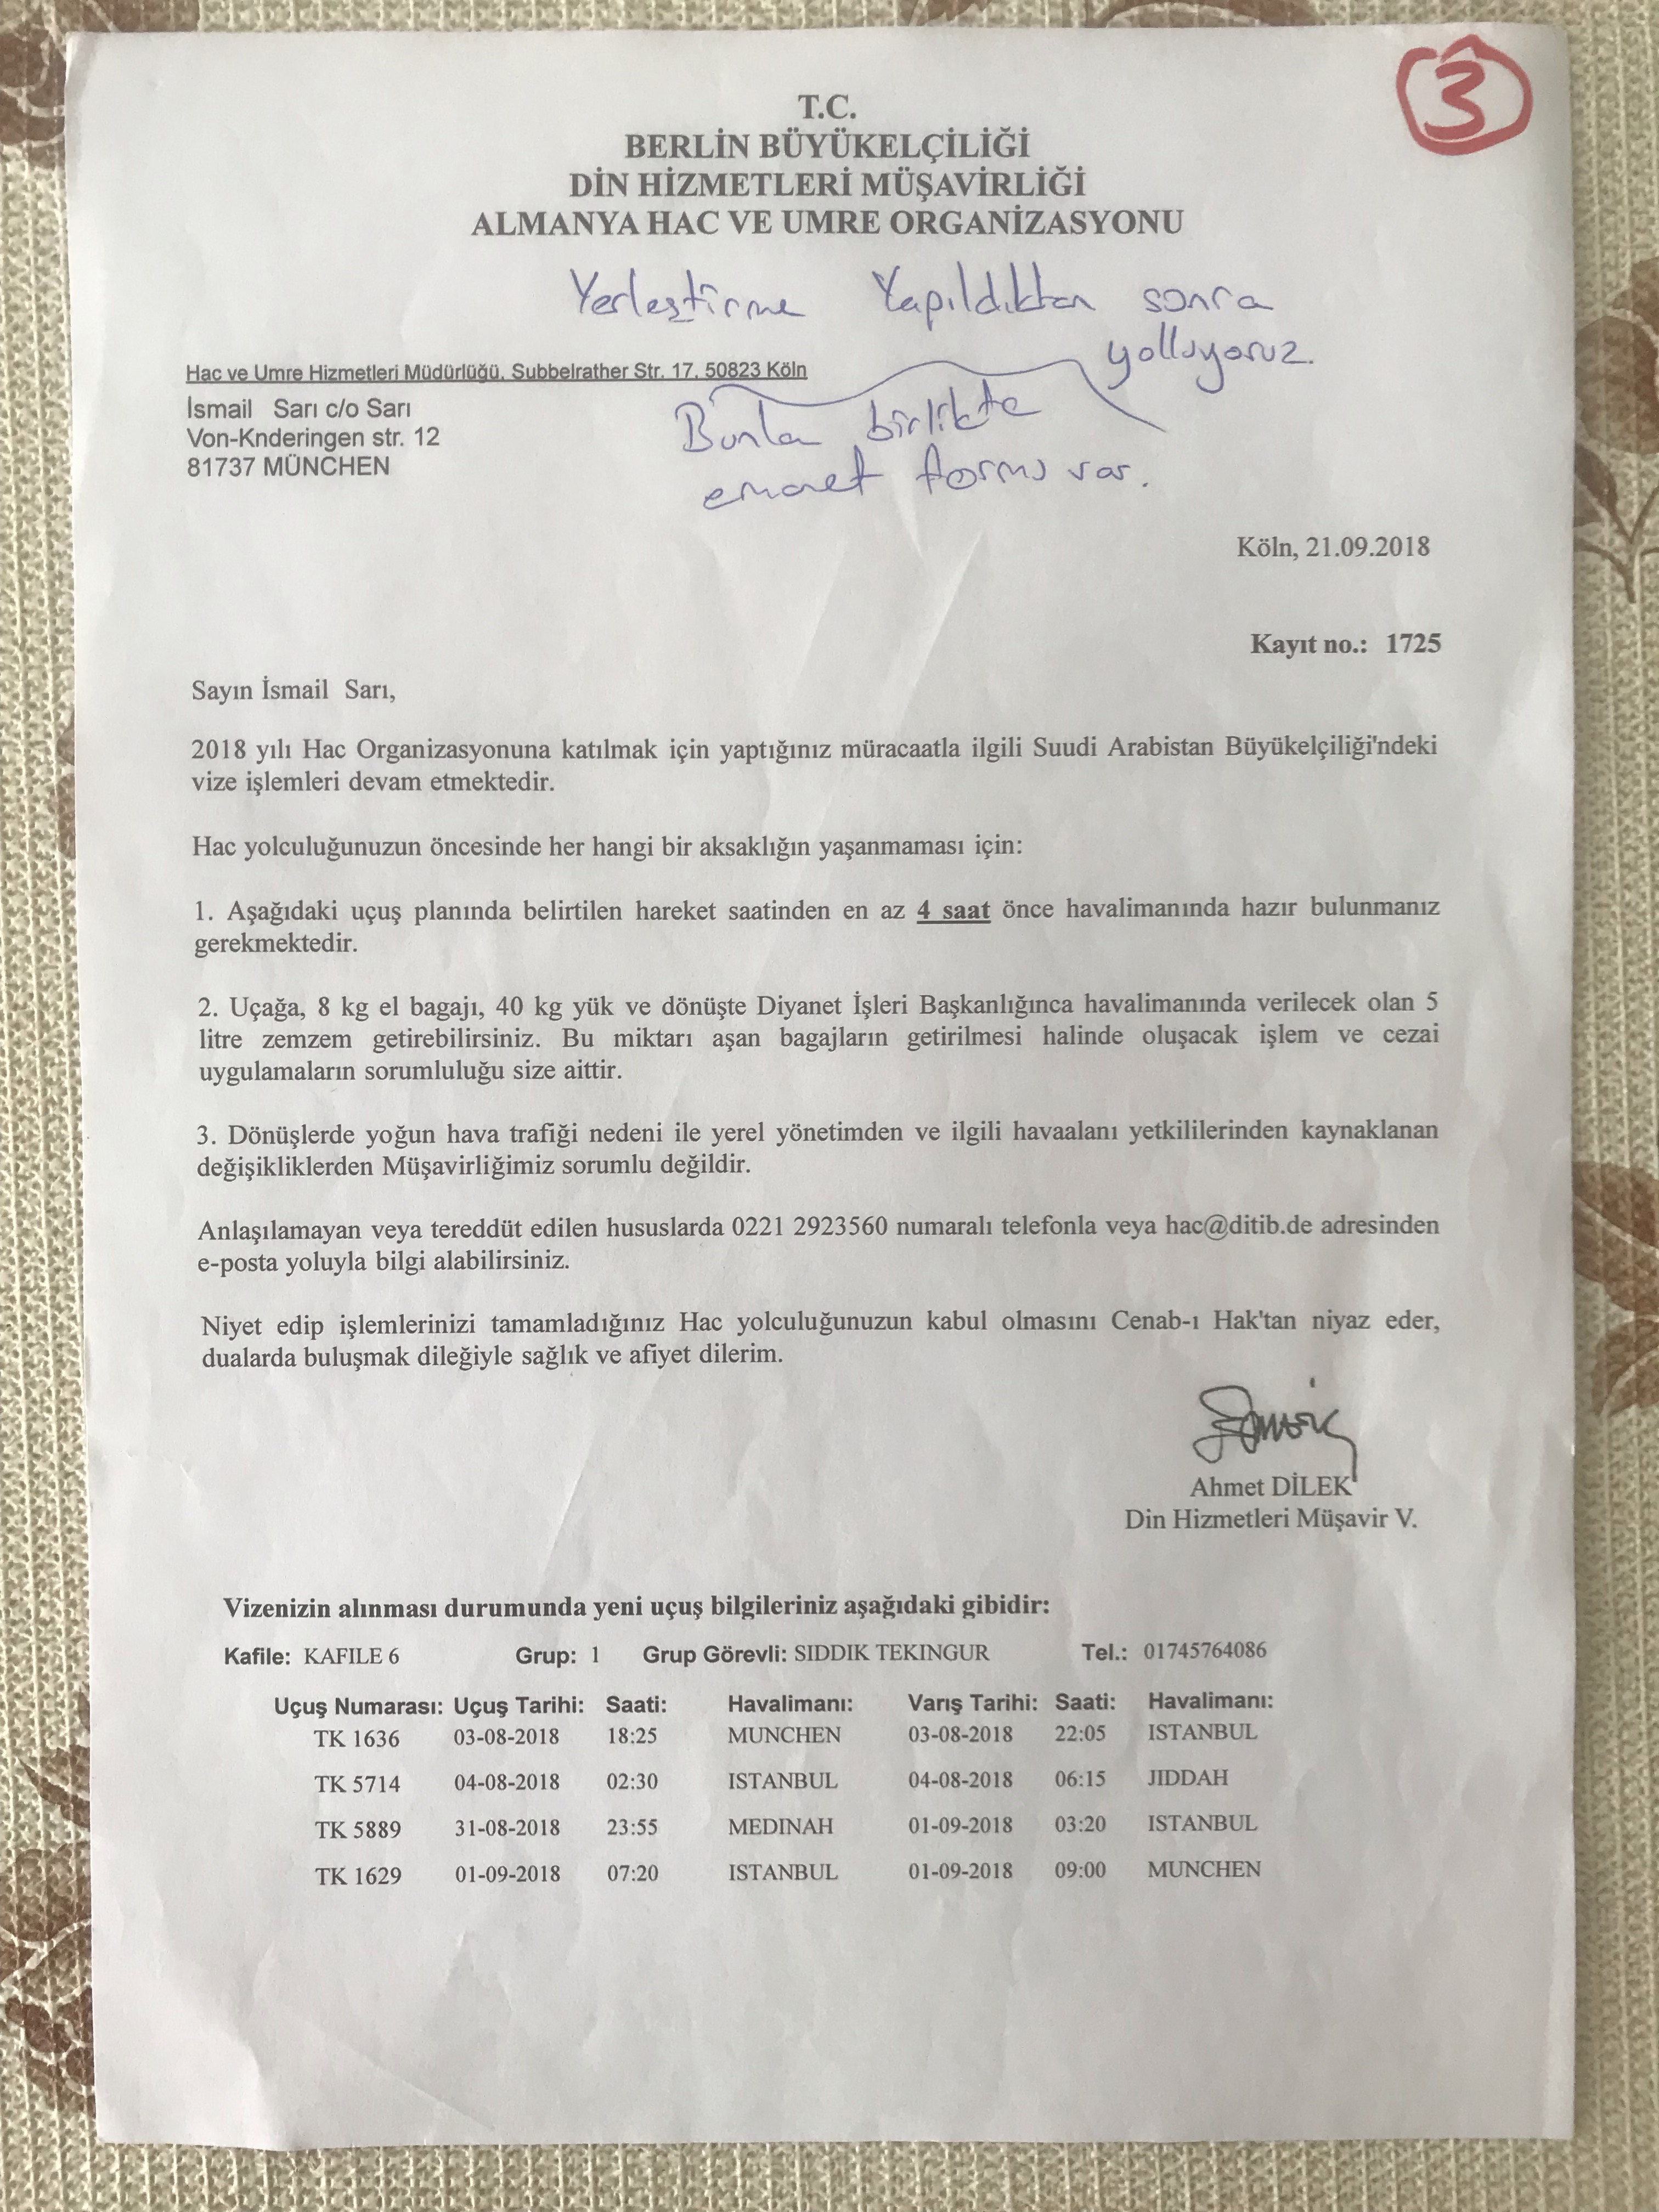 3
T.C.
BERLİN BÜYÜKELÇİLİĞİ
DİN HİZMETLERİ MÜŞAVİRLİĞİ
ALMANYA HAC VE UMRE ORGANİZASYONU
Yerleştirme Yapıldıktan sonra
yolluyoruz.
Hac ve Umre Hizmetleri Müdürlüğü, Subbelrather Str. 17, 50823 Köln
İsmail Sarı c/o Sarı
Von-Knderingen str. 12
81737 MÜNCHEN
Bunla birlikte
emanet formu var.
Köln, 21.09.2018
Kayıt no.: 1725
Sayın İsmail Sarı,
2018 yılı Hac Organizasyonuna katılmak için yaptığınız müracaatla ilgili Suudi Arabistan Büyükelçiliği'ndeki
vize işlemleri devam etmektedir.
Hac yolculuğunuzun öncesinde her hangi bir aksaklığın yaşanmaması için:
1. Aşağıdaki uçuş planında belirtilen hareket saatinden en az 4 saat önce havalimanında hazır bulunmanız
gerekmektedir.
2. Uçağa, 8 kg el bagajı, 40 kg yük ve dönüşte Diyanet İşleri Başkanlığınca havalimanında verilecek olan 5
litre zemzem getirebilirsiniz. Bu miktarı aşan bagajların getirilmesi halinde oluşacak işlem ve cezai
uygulamaların sorumluluğu size aittir.
3. Dönüşlerde yoğun hava trafiği nedeni ile yerel yönetimden ve ilgili havaalanı yetkililerinden kaynaklanan
değişikliklerden Müşavirliğimiz sorumlu değildir.
Anlaşılamayan veya tereddüt edilen hususlarda 0221 2923560 numaralı telefonla veya hac@ditib.de adresinden
e-posta yoluyla bilgi alabilirsiniz.
Niyet edip işlemlerinizi tamamladığınız Hac yolculuğunuzun kabul olmasını Cenab-ı Hak'tan niyaz eder,
dualarda buluşmak dileğiyle sağlık ve afiyet dilerim.
Ahmet DİLEK
Din Hizmetleri Müşavir V.
Vizenizin alınması durumunda yeni uçuş bilgileriniz aşağıdaki gibidir:
Kafile: KAFILE 6 Grup: 1 Grup Görevli: SIDDIK TEKINGUR Tel.: 01745764086
Uçuş Numarası: Uçuş Tarihi: Saati: Havalimanı: Varış Tarihi: Saati: Havalimanı:
TK 1636 03-08-2018 18:25 MUNCHEN 03-08-2018 22:05 ISTANBUL
TK 5714 04-08-2018 02:30 ISTANBUL 04-08-2018 06:15 JIDDAH
TK 5889 31-08-2018 23:55 MEDINAH 01-09-2018 03:20 ISTANBUL
TK 1629 01-09-2018 07:20 ISTANBUL 01-09-2018 09:00 MUNCHEN